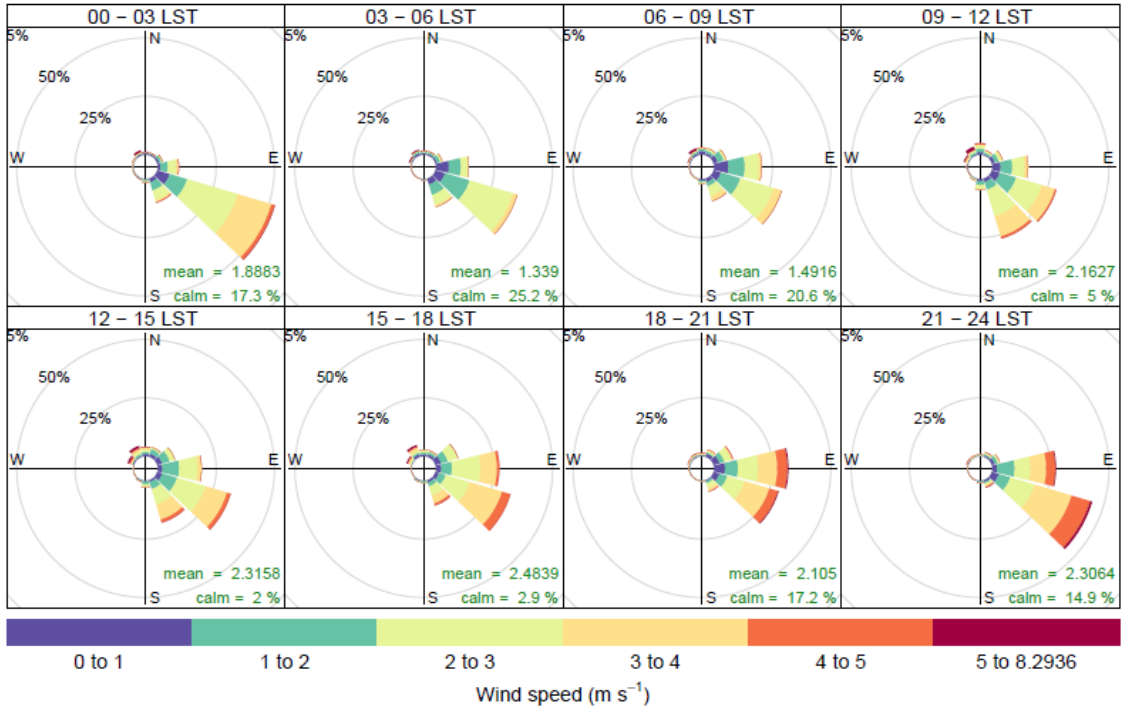 00 – 03 LST
03 – 06 LST
06 – 09 LST
09 – 12 LST
5%
N
50%
25%
W
E
S
mean = 1.8883
calm = 17.3 %
5%
N
50%
25%
W
E
S
mean = 1.339
calm = 25.2 %
5%
N
50%
25%
W
E
S
mean = 1.4916
calm = 20.6 %
5%
N
50%
25%
W
E
S
mean = 2.1627
calm = 5 %
12 – 15 LST
15 – 18 LST
18 – 21 LST
21 – 24 LST
5%
N
50%
25%
W
E
S
mean = 2.3158
calm = 2 %
5%
N
50%
25%
W
E
S
mean = 2.4839
calm = 2.9 %
5%
N
50%
25%
W
E
S
mean = 2.105
calm = 17.2 %
5%
N
50%
25%
W
E
S
mean = 2.3064
calm = 14.9 %
0 to 1
1 to 2
2 to 3
3 to 4
4 to 5
5 to 8.2936
Wind speed (m s⁻¹)